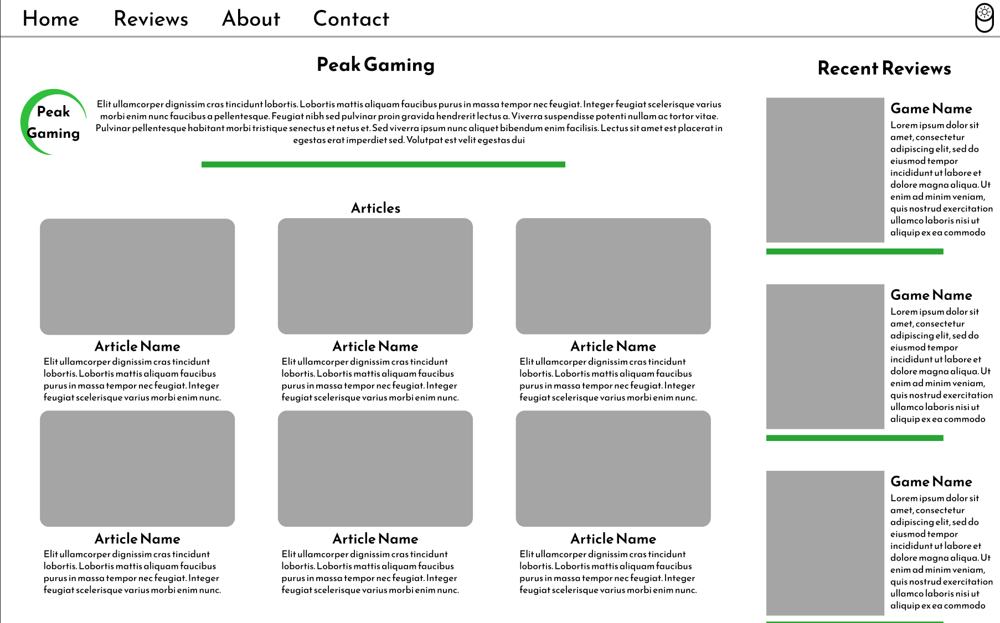 Home Reviews About Contact
Peak Gaming
Peak
Gaming
Elit ullamcorper dignissim cras tincidunt lobortis. Lobortis mattis aliquam faucibus purus in massa tempor nec feugiat. Integer feugiat scelerisque varius
morbi enim nunc faucibus a pellentesque. Feugiat nibh sed pulvinar proin gravida hendrerit lectus a. Viverra suspendisse potenti nullam ac tortor vitae.
Pulvinar pellentesque habitant morbi tristique senectus et netus et. Sed viverra ipsum nunc aliquet bibendum enim facilisis. Lectus sit amet est placerat in
egestas erat imperdiet sed. Volutpat est velit egestas dui
Articles
Article Name
Elit ullamcorper dignissim cras tincidunt
lobortis. Lobortis mattis aliquam faucibus
purus in massa tempor nec feugiat. Integer
feugiat scelerisque varius morbi enim nunc.
Article Name
Elit ullamcorper dignissim cras tincidunt
lobortis. Lobortis mattis aliquam faucibus
purus in massa tempor nec feugiat. Integer
feugiat scelerisque varius morbi enim nunc.
Article Name
Elit ullamcorper dignissim cras tincidunt
lobortis. Lobortis mattis aliquam faucibus
purus in massa tempor nec feugiat. Integer
feugiat scelerisque varius morbi enim nunc.
Article Name
Elit ullamcorper dignissim cras tincidunt
lobortis. Lobortis mattis aliquam faucibus
purus in massa tempor nec feugiat. Integer
feugiat scelerisque varius morbi enim nunc.
Article Name
Elit ullamcorper dignissim cras tincidunt
lobortis. Lobortis mattis aliquam faucibus
purus in massa tempor nec feugiat. Integer
feugiat scelerisque varius morbi enim nunc.
Article Name
Elit ullamcorper dignissim cras tincidunt
lobortis. Lobortis mattis aliquam faucibus
purus in massa tempor nec feugiat. Integer
feugiat scelerisque varius morbi enim nunc.
Recent Reviews
Game Name
Lorem ipsum dolor sit
amet, consectetur
adipiscing elit, sed do
eiusmod tempor
incididunt ut labore et
dolore magna aliqua. Ut
enim ad minim veniam,
quis nostrud exercitation
ullamco laboris nisi ut
aliquip ex ea commodo
Game Name
Lorem ipsum dolor sit
amet, consectetur
adipiscing elit, sed do
eiusmod tempor
incididunt ut labore et
dolore magna aliqua. Ut
enim ad minim veniam,
quis nostrud exercitation
ullamco laboris nisi ut
aliquip ex ea commodo
Game Name
Lorem ipsum dolor sit
amet, consectetur
adipiscing elit, sed do
eiusmod tempor
incididunt ut labore et
dolore magna aliqua. Ut
enim ad minim veniam,
quis nostrud exercitation
ullamco laboris nisi ut
aliquip ex ea commodo